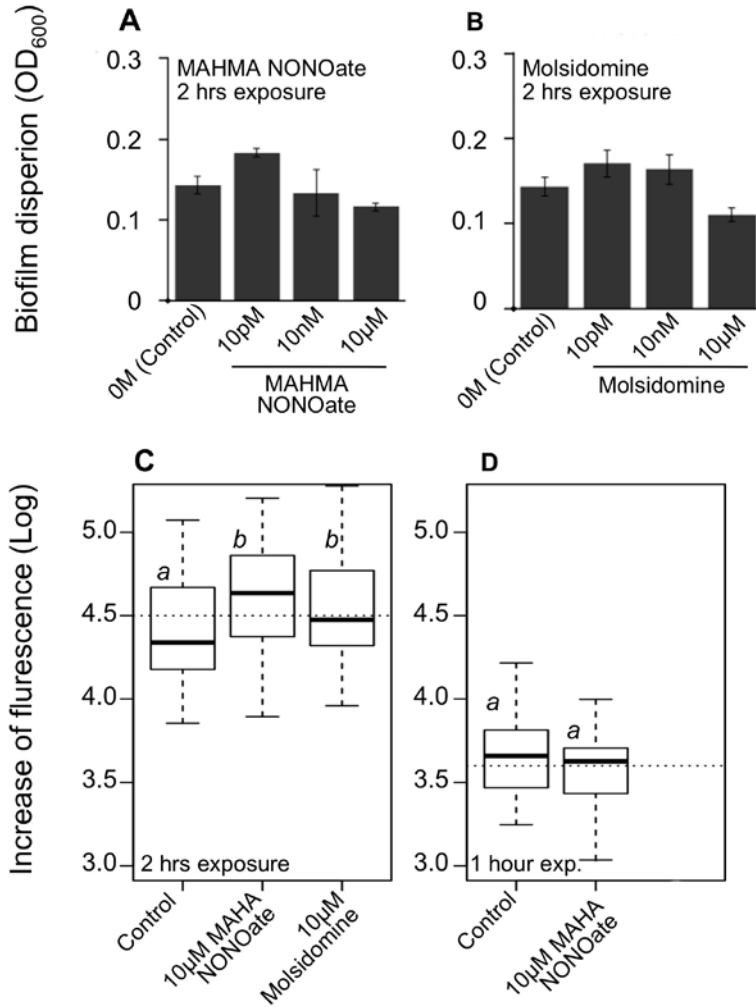 A
Biofilm disperion (OD600)
0.3
0.2
0.1
0
MAHMA NONOate
2 hrs exposure
0M (Control)
10pM
10nM
10µM
MAHMA
NONOate
B
0.3
0.2
0.1
0
Molsidomine
2 hrs exposure
0M (Control)
10pM
10nM
10µM
Molsidomine
C
Increase of flurescence (Log)
5.0
4.5
4.0
3.5
3.0
a
b
b
2 hrs exposure
Control
10µM MAHA
NONOate
10µM
Molsidomine
D
5.0
4.5
4.0
3.5
3.0
a
a
1 hour exp.
Control
10µM MAHA
NONOate